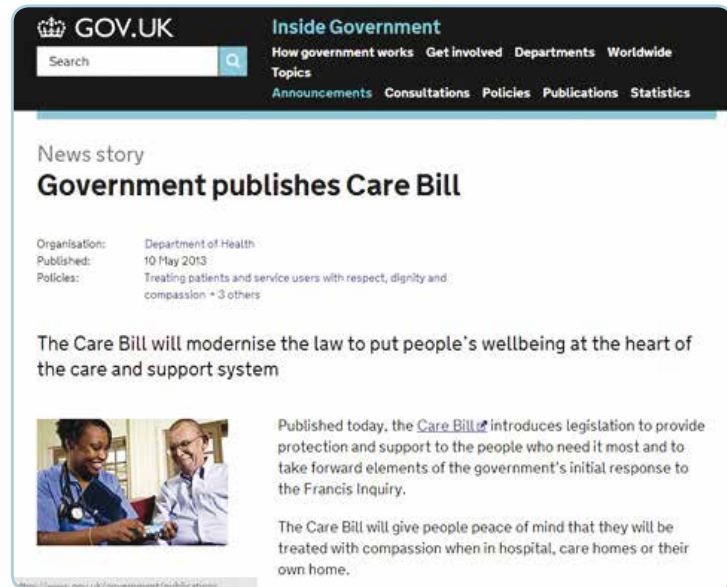 GOV.UK
Search
Inside Government
How government works Get involved Departments Worldwide
Topics
Announcements Consultations Policies Publications Statistics
News story
Government publishes Care Bill
Organisation: Department of Health
Published: 10 May 2013
Policies: Treating patients and service users with respect, dignity and
compassion + 3 others
The Care Bill will modernise the law to put people's wellbeing at the heart of
the care and support system
Published today, the Care Bill introduces legislation to provide
protection and support to the people who need it most and to
take forward elements of the government's initial response to
the Francis Inquiry.
The Care Bill will give people peace of mind that they will be
treated with compassion when in hospital, care homes or their
own home.